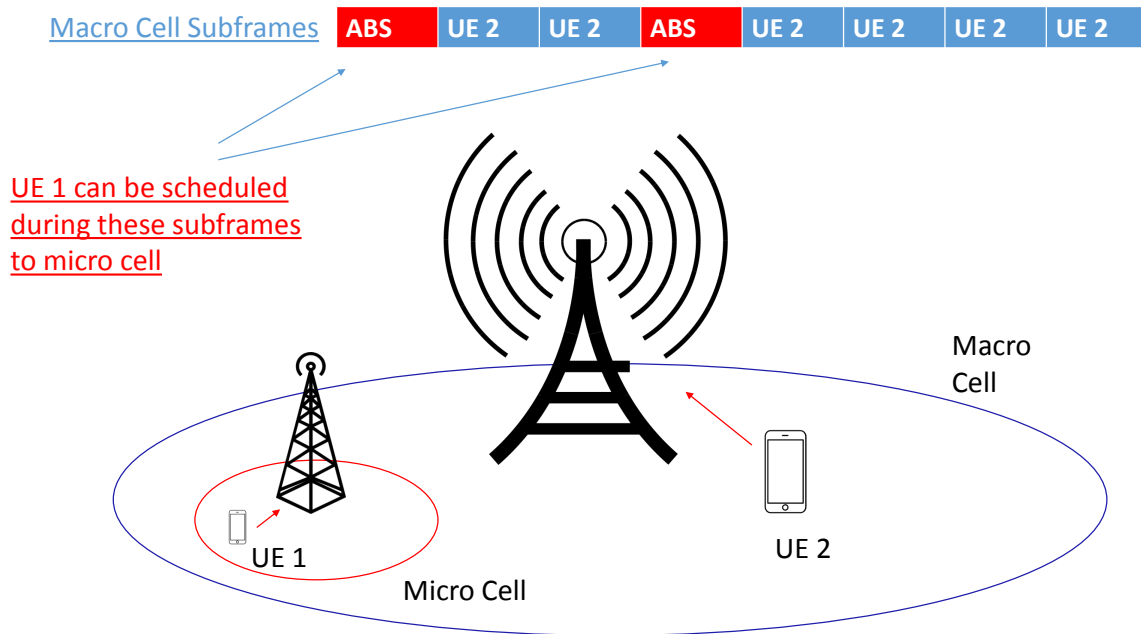 Macro Cell Subframes ABS UE 2 UE 2 ABS UE 2 UE 2 UE 2 UE 2
UE 1 can be scheduled
during these subframes
to micro cell
Macro
Cell
UE 1
UE 2
Micro Cell